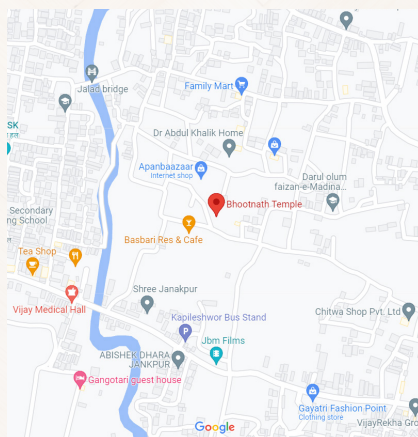 Jalad bridge
Family Mart
SK
Dr Abdul Khalik Home
Apanbaazaar
Internet shop
Darul olum
faizan-e-Madina...
Bhootnath Temple
Secondary
ng School
Basbari Res & Cafe
Tea Shop
Shree Janakpur
Vijay Medical Hall
Chitwa Shop Pvt. Ltd
Kapileshwor Bus Stand
P
Jbm Films
ABISHEK DHARA
JANKPUR
Gangotari guest house
Gayatri Fashion Point
Clothing store
VijayRekha Gr
Google